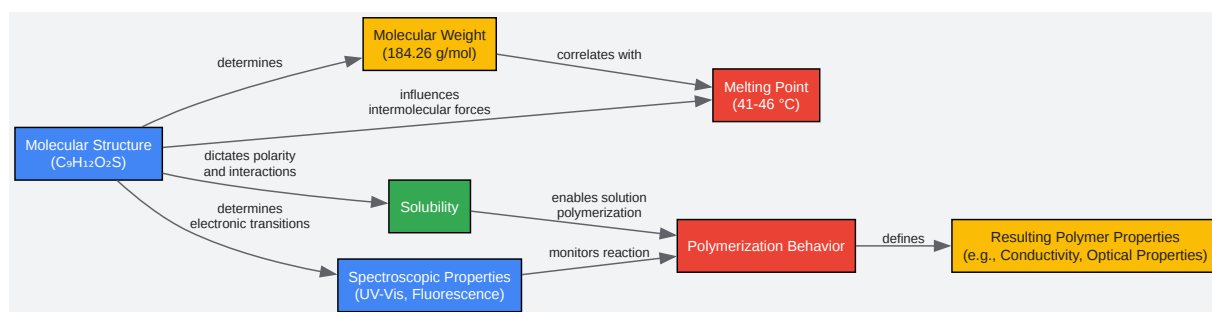 Molecular Weight
(184.26 g/mol)
determines
correlates with
Melting Point
(41-46 °C)
influences
intermolecular forces
Molecular Structure
(C₉H₁₂O₂S)
dictates polarity
and interactions
Solubility
enables solution
polymerization
determines
electronic transitions
Polymerization Behavior
defines
Resulting Polymer Properties
(e.g., Conductivity, Optical Properties)
monitors reaction
Spectroscopic Properties
(UV-Vis, Fluorescence)